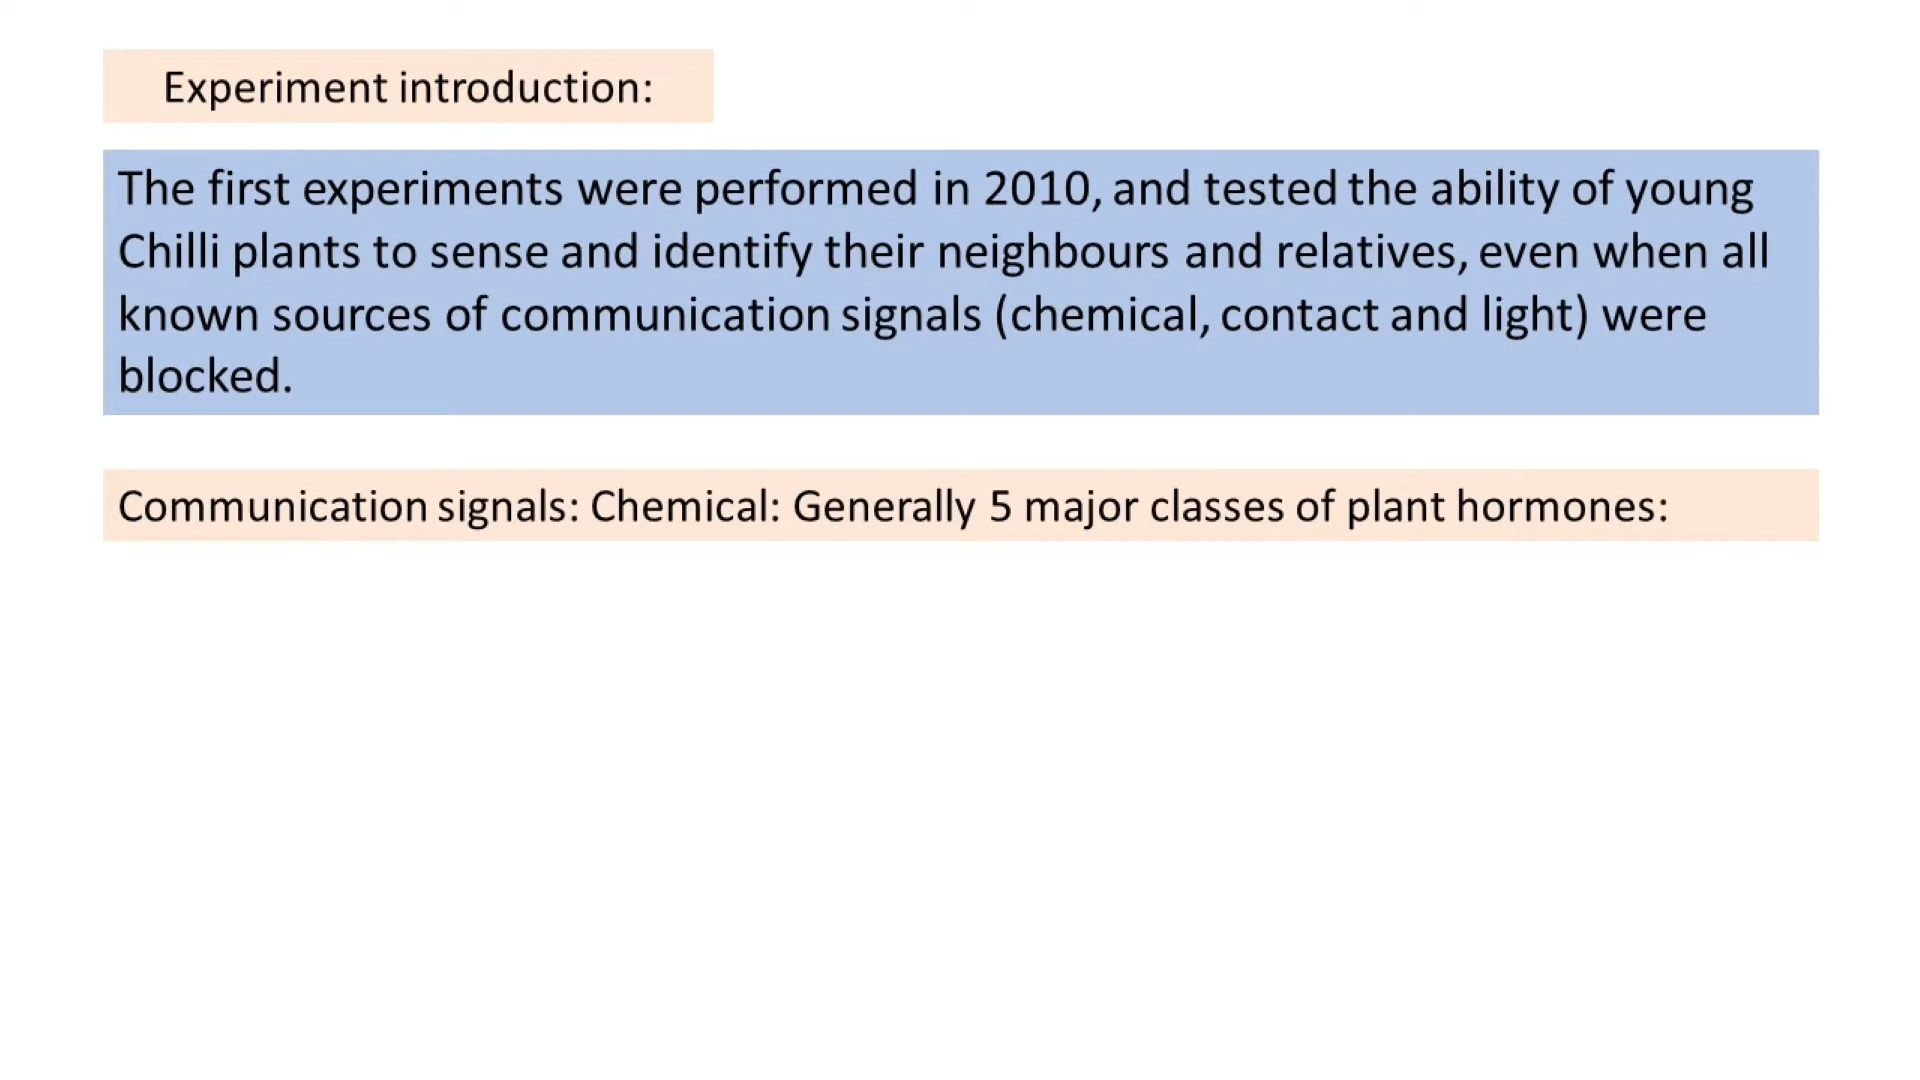 Experiment introduction:
The first experiments were performed in 2010, and tested the ability of young
Chilli plants to sense and identify their neighbours and relatives, even when all
known sources of communication signals (chemical, contact and light) were
blocked.
Communication signals: Chemical: Generally 5 major classes of plant hormones: